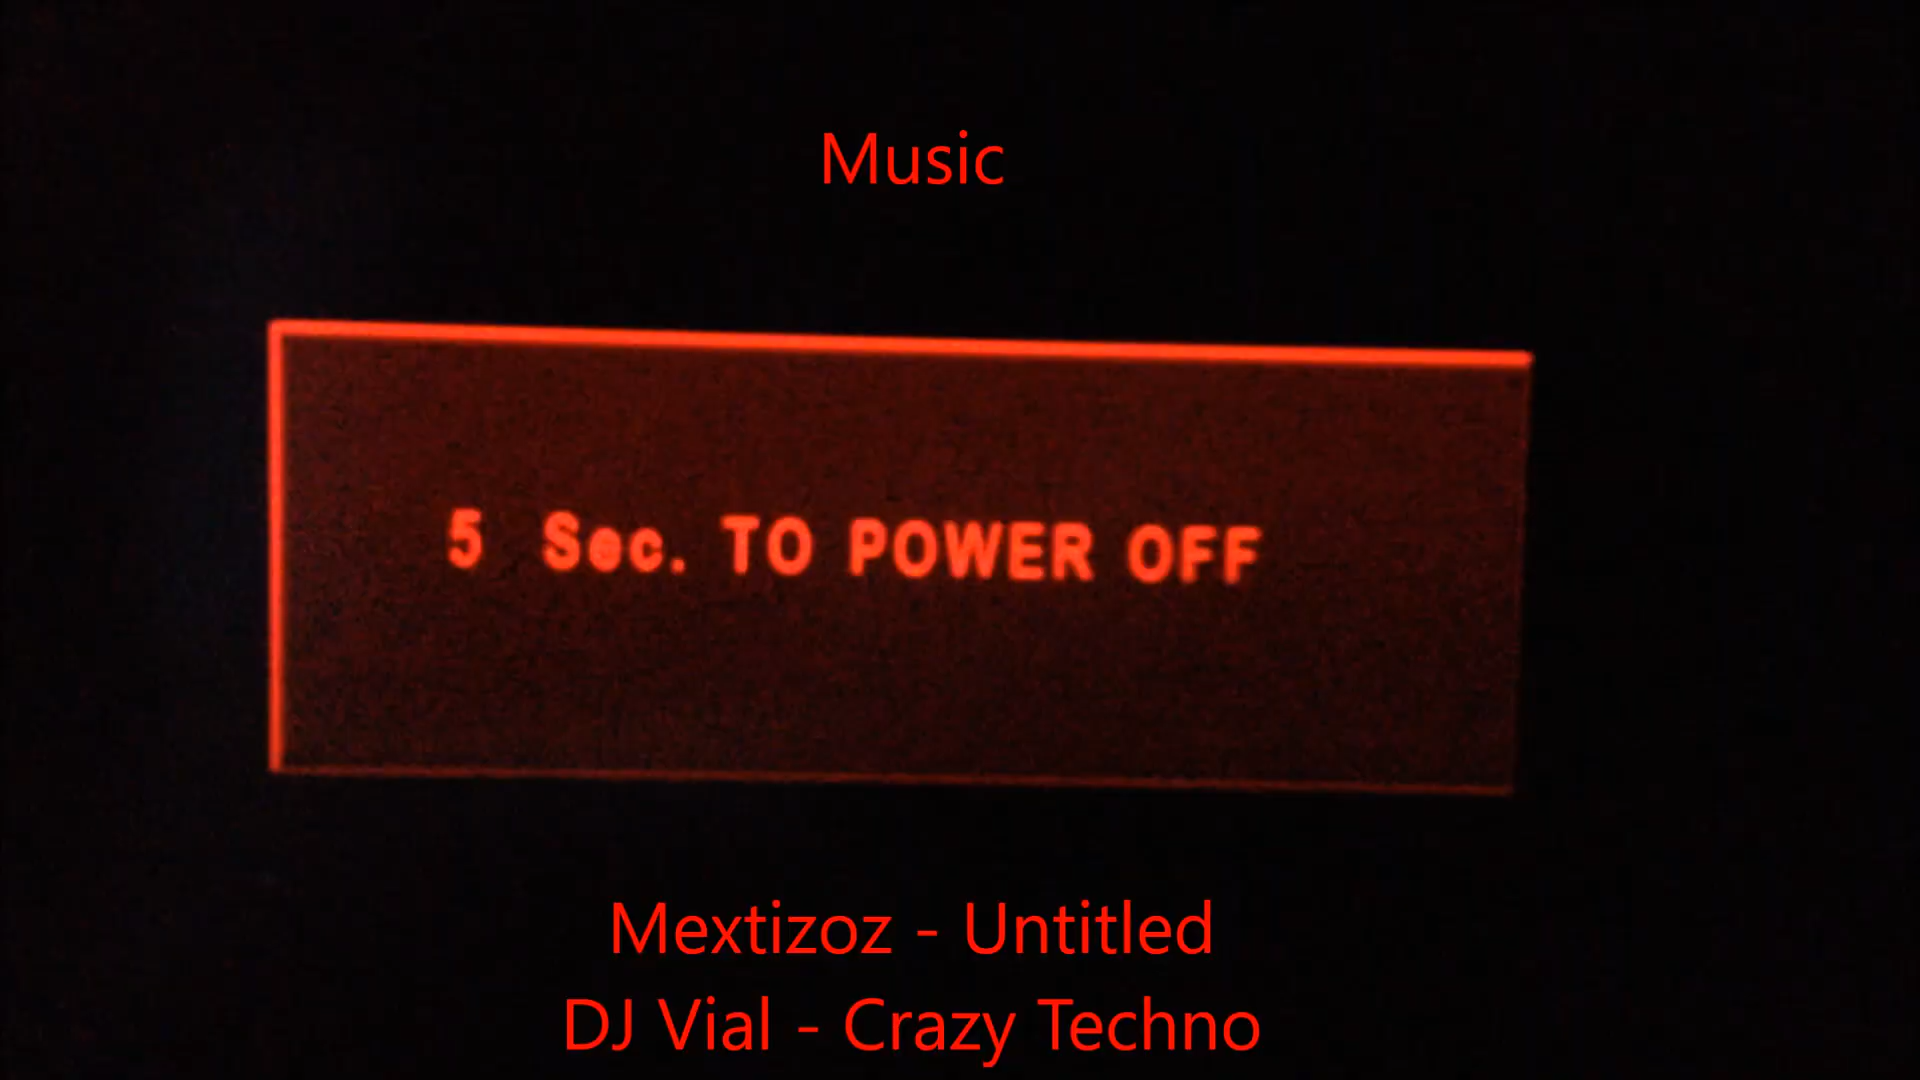 Music
5 Sec. TO POWER OFF
Mextizoz - Untitled
DJ Vial - Crazy Techno